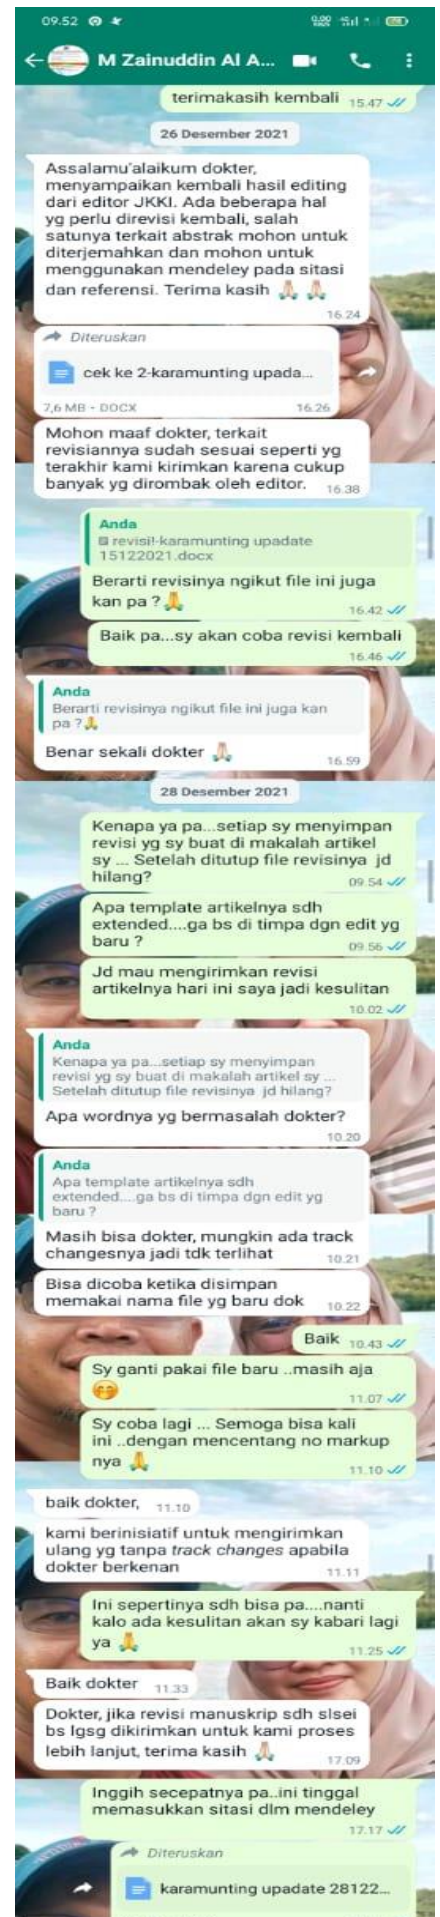 09.52
M Zainuddin Al A...
terimakasih kembali 15.47
26 Desember 2021
Assalamu'alaikum dokter,
menyampaikan kembali hasil editing
dari editor JKKI. Ada beberapa hal
yg perlu direvisi kembali, salah
satunya terkait abstrak mohon untuk
diterjemahkan dan mohon untuk
menggunakan mendeley pada sitasi
dan referensi. Terima kasih 🙏🏻 🙏🏻
16.24
Diteruskan
cek ke 2-karamunting upada...
7,6 MB • DOCX 16.26
Mohon maaf dokter, terkait
revisiannya sudah sesuai seperti yg
terakhir kami kirimkan karena cukup
banyak yg dirombak oleh editor. 16.38
Anda
revisi!-karamunting upadate
15122021.docx
Berarti revisinya ngikut file ini juga
kan pa ?🙏
16.42
Baik pa...sy akan coba revisi kembali
16.46
Anda
Berarti revisinya ngikut file ini juga kan
pa ?🙏
Benar sekali dokter 🙏🏻 16.59
28 Desember 2021
Kenapa ya pa...setiap sy menyimpan
revisi yg sy buat di makalah artikel
sy ... Setelah ditutup file revisinya jd
hilang?
09.54
Apa template artikelnya sdh
extended....ga bs di timpa dgn edit yg
baru ?
09.56
Jd mau mengirimkan revisi
artikelnya hari ini saya jadi kesulitan
10.02
Anda
Kenapa ya pa...setiap sy menyimpan
revisi yg sy buat di makalah artikel sy ...
Setelah ditutup file revisinya jd hilang?
Apa wordnya yg bermasalah dokter?
10.20
Anda
Apa template artikelnya sdh
extended....ga bs di timpa dgn edit yg
baru ?
Masih bisa dokter, mungkin ada track
changesnya jadi tdk terlihat 10.21
Bisa dicoba ketika disimpan
memakai nama file yg baru dok 10.22
Baik 10.43
Sy ganti pakai file baru ..masih aja
🤭
11.07
Sy coba lagi ... Semoga bisa kali
ini ..dengan mencentang no markup
nya 🙏
11.10
baik dokter, 11.10
kami berinisiatif untuk mengirimkan
ulang yg tanpa track changes apabila
dokter berkenan 11.11
Ini sepertinya sdh bisa pa....nanti
kalo ada kesulitan akan sy kabari lagi
ya 🙏
11.25
Baik dokter 11.33
Dokter, jika revisi manuskrip sdh slsei
bs lgsg dikirimkan untuk kami proses
lebih lanjut, terima kasih 🙏🏻 17.09
Inggih secepatnya pa..ini tinggal
memasukkan sitasi dlm mendeley
17.17
Diteruskan
karamunting upadate 28122...